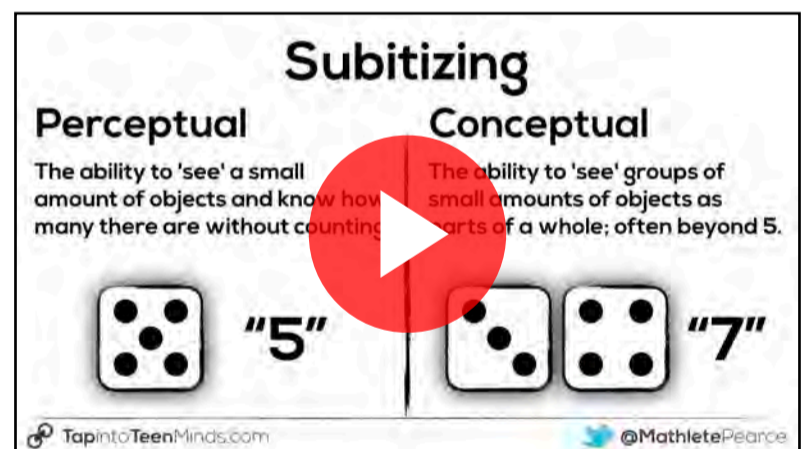 Subitizing
Perceptual
The ability to 'see' a small
amount of objects and know how
many there are without counting
"5"
Conceptual
The ability to 'see' groups of
small amounts of objects as
parts of a whole; often beyond 5.
"7"
TapintoTeenMinds.com
@MathletePearce